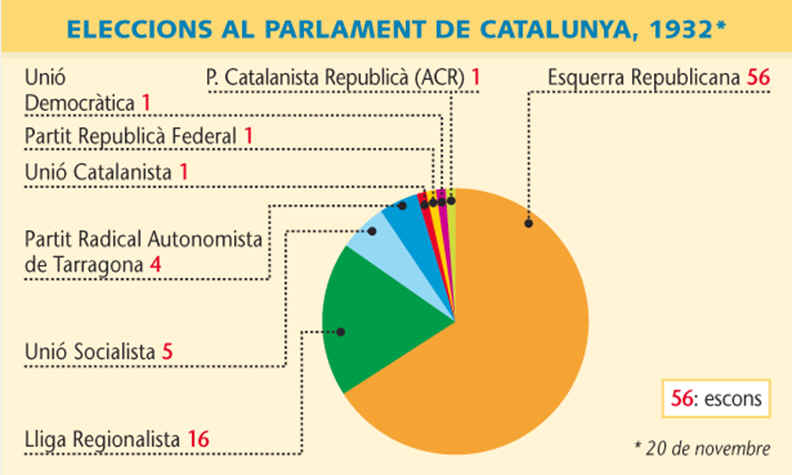 ELECCIONS AL PARLAMENT DE CATALUNYA, 1932*
Unió
Democràtica 1
P. Catalanista Republicà (ACR) 1
Esquerra Republicana 56
Partit Republicà Federal 1
Unió Catalanista 1
Partit Radical Autonomista
de Tarragona 4
Unió Socialista 5
Lliga Regionalista 16
56: escons
* 20 de novembre